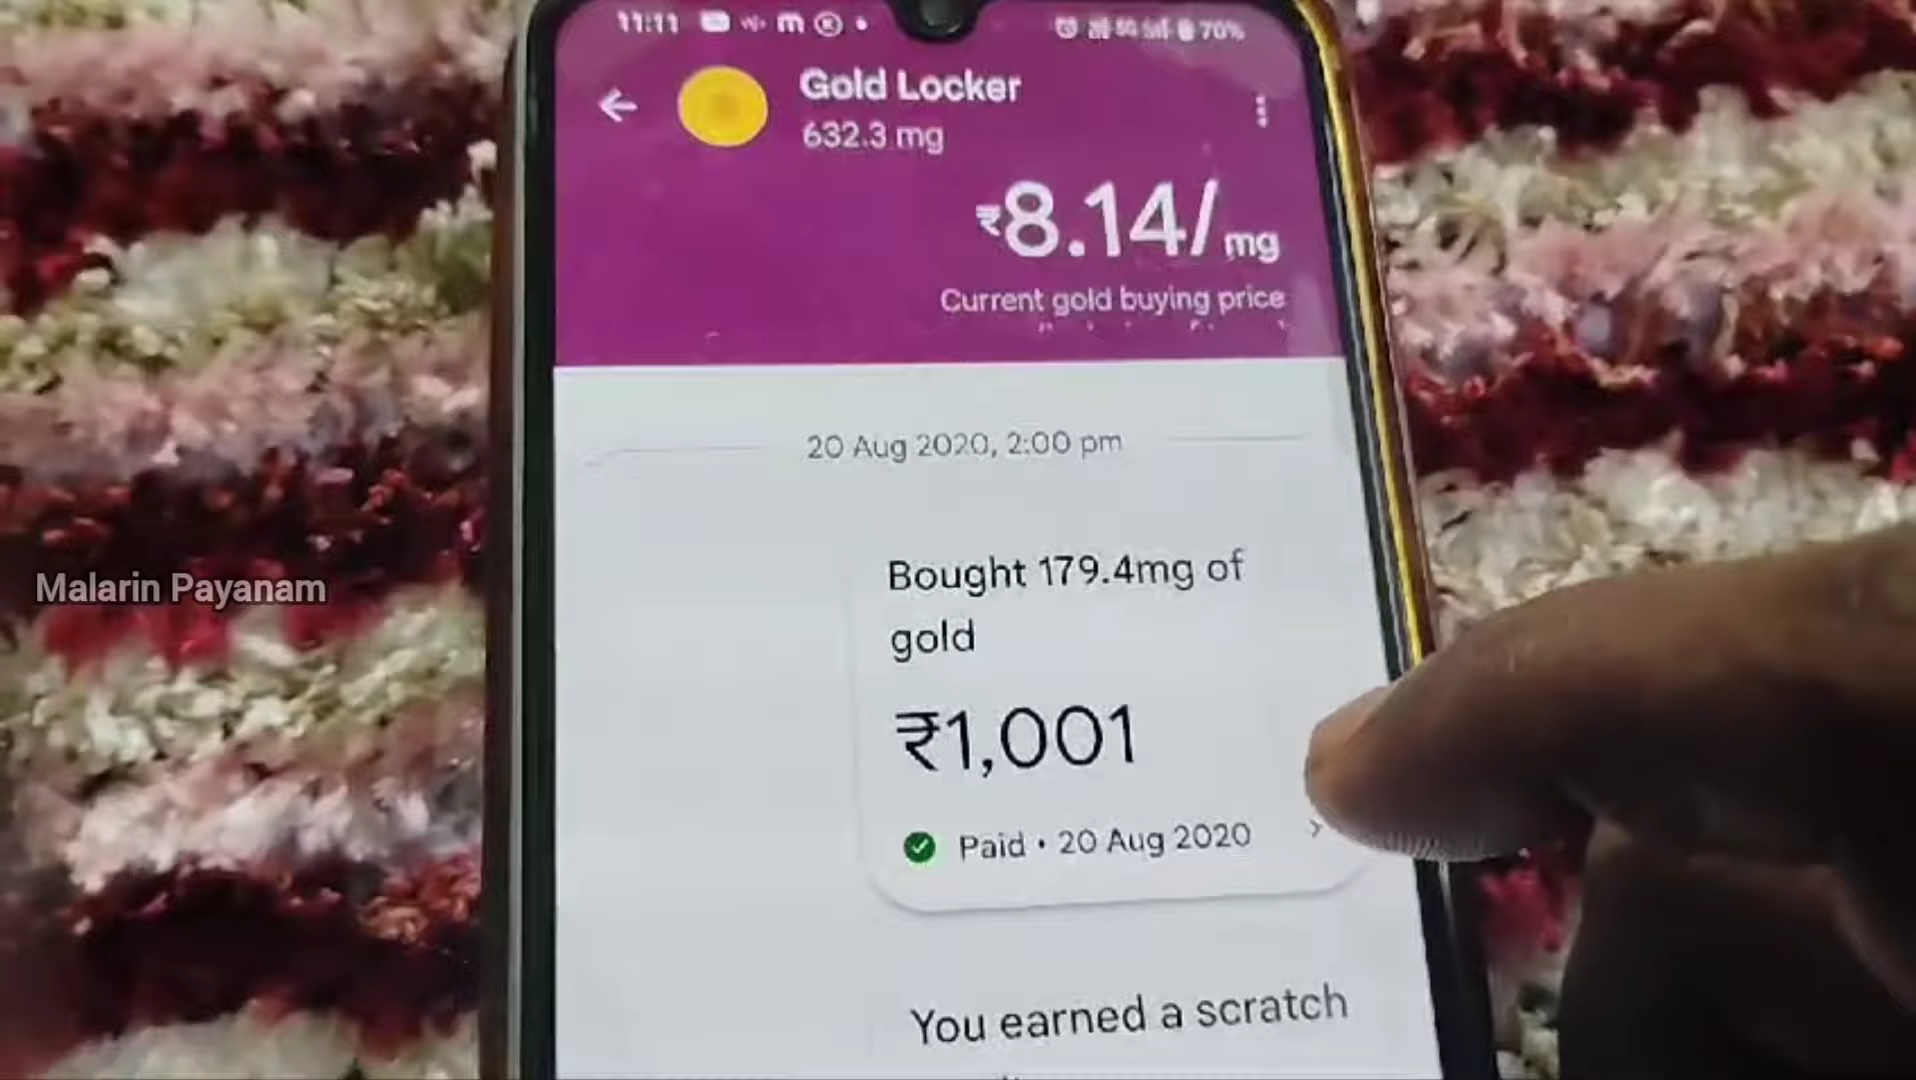 11:11
70%
Gold Locker
632.3 mg
₹8.14/mg
Current gold buying price
20 Aug 2020, 2:00 pm
Bought 179.4mg of
gold
₹1,001
Paid • 20 Aug 2020
You earned a scratch
Malarin Payanam